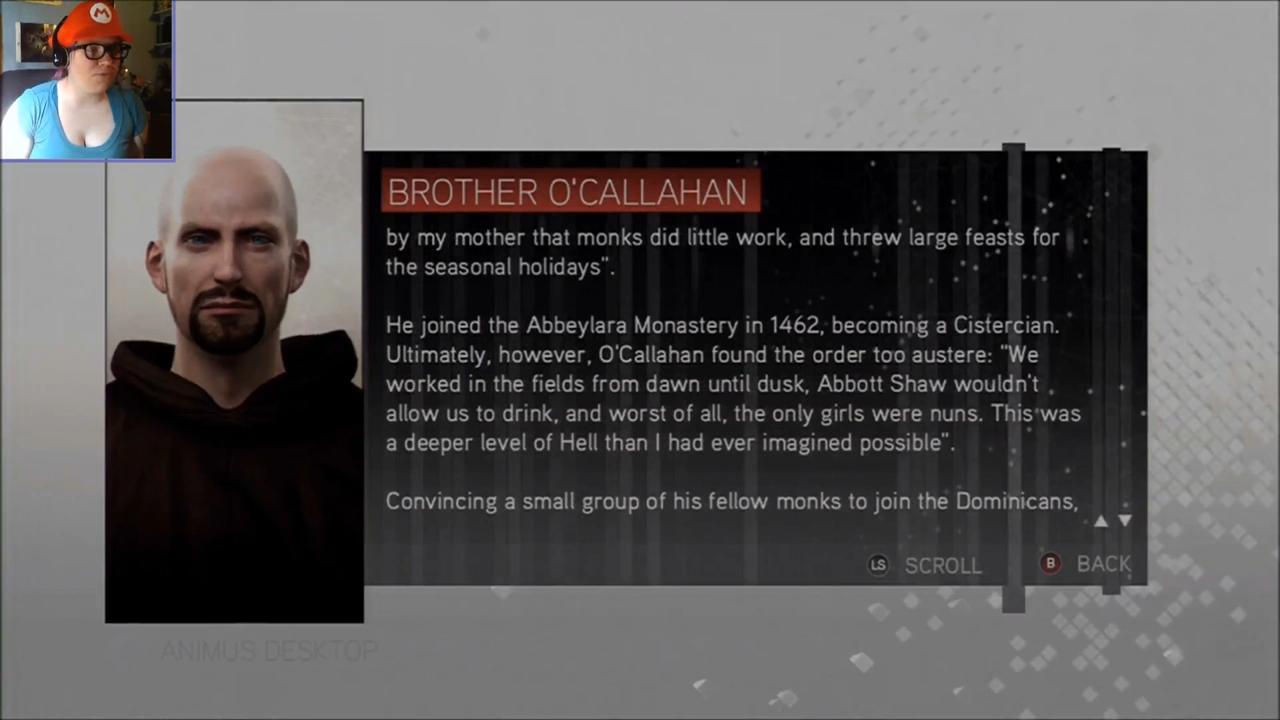 M
BROTHER O'CALLAHAN
by my mother that monks did little work, and threw large feasts for
the seasonal holidays".
He joined the Abbeylara Monastery in 1462, becoming a Cistercian.
Ultimately, however, O'Callahan found the order too austere: "We
worked in the fields from dawn until dusk, Abbott Shaw wouldn't
allow us to drink, and worst of all, the only girls were nuns. This was
a deeper level of Hell than I had ever imagined possible".
Convincing a small group of his fellow monks to join the Dominicans,
LS SCROLL B BACK
ANIMUS DESKTOP